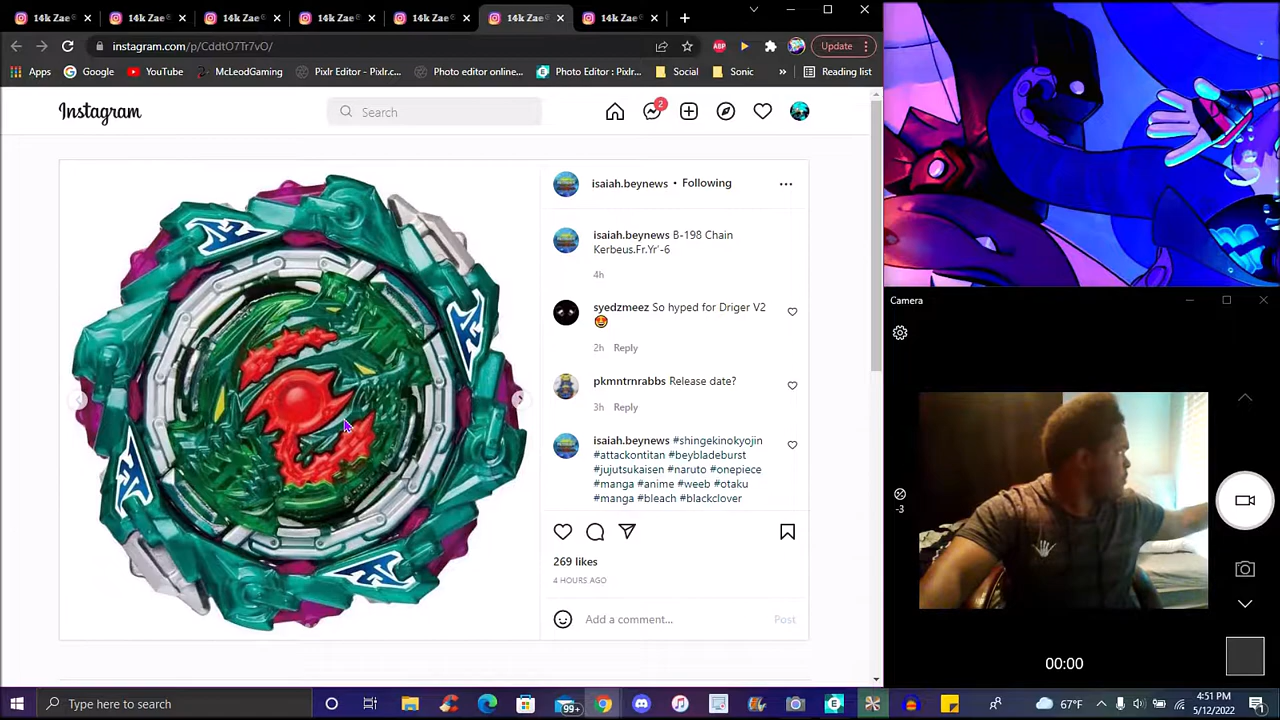 14k Zae 14k Zae 14k Zae 14k Zae 14k Zae 14k Zae 14k Zae
instagram.com/p/CddtO7Tr7vO/
ABP
Update
Apps Google YouTube McLeodGaming Pixlr Editor - Pixlr.c... Photo editor online... Photo Editor : Pixlr... Social Sonic Reading list
Instagram
Search
2
isaiah.beynews • Following
isaiah.beynews B-198 Chain
Kerbeus.Fr.Yr'-6
4h
syedzmeez So hyped for Driger V2
2h Reply
pkmntrnrabbs Release date?
3h Reply
isaiah.beynews #shingekinokyojin
#attackontitan #beybladeburst
#jujutsukaisen #naruto #onepiece
#manga #anime #weeb #otaku
#manga #bleach #blackclover
269 likes
4 HOURS AGO
Add a comment... Post
Camera
-3
00:00
Type here to search
99+
67°F
4:51 PM
5/12/2022
1